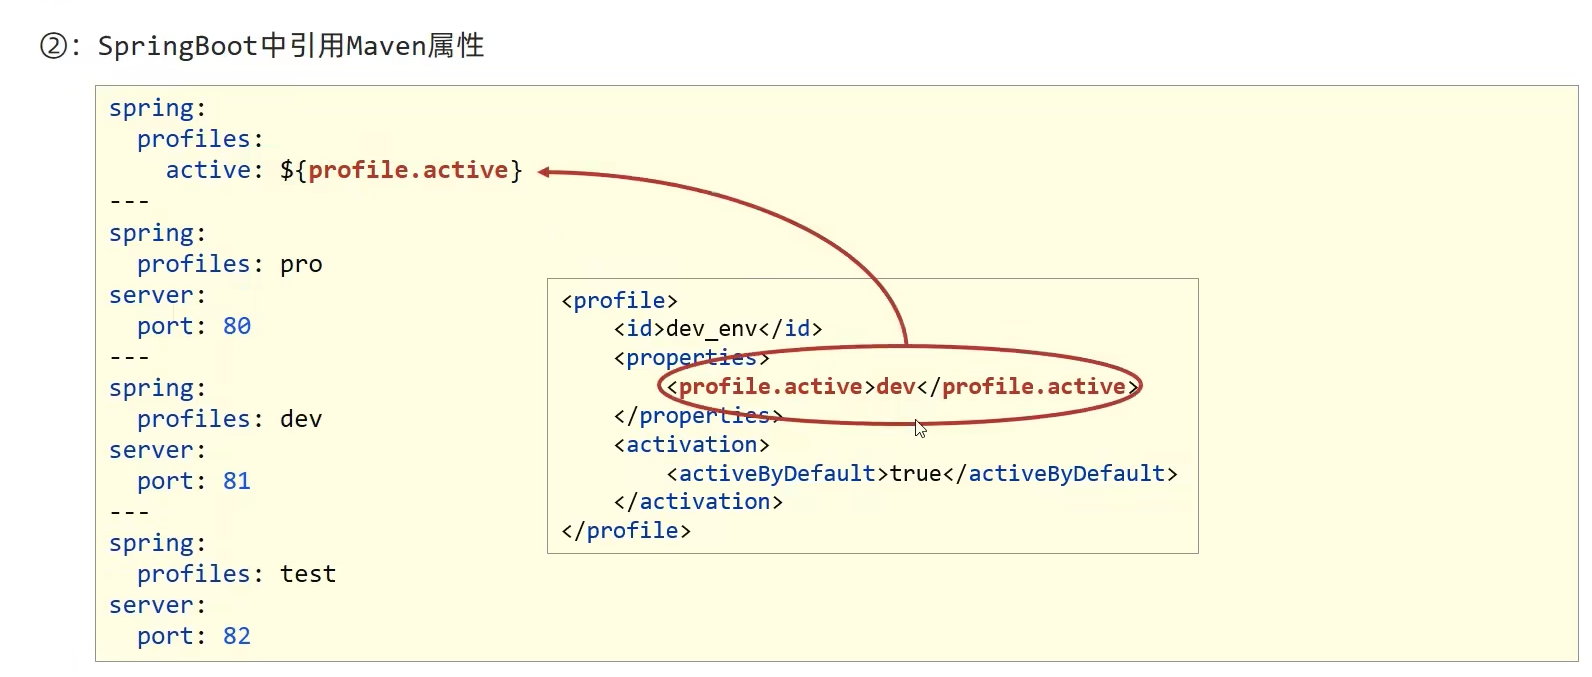 ②：SpringBoot中引用Maven属性
spring:
  profiles:
    active: ${profile.active}
---
spring:
  profiles: pro
server:
  port: 80
---
spring:
  profiles: dev
server:
  port: 81
---
spring:
  profiles: test
server:
  port: 82
<profile>
    <id>dev_env</id>
    <properties>
        <profile.active>dev</profile.active>
    </properties>
    <activation>
        <activeByDefault>true</activeByDefault>
    </activation>
</profile>